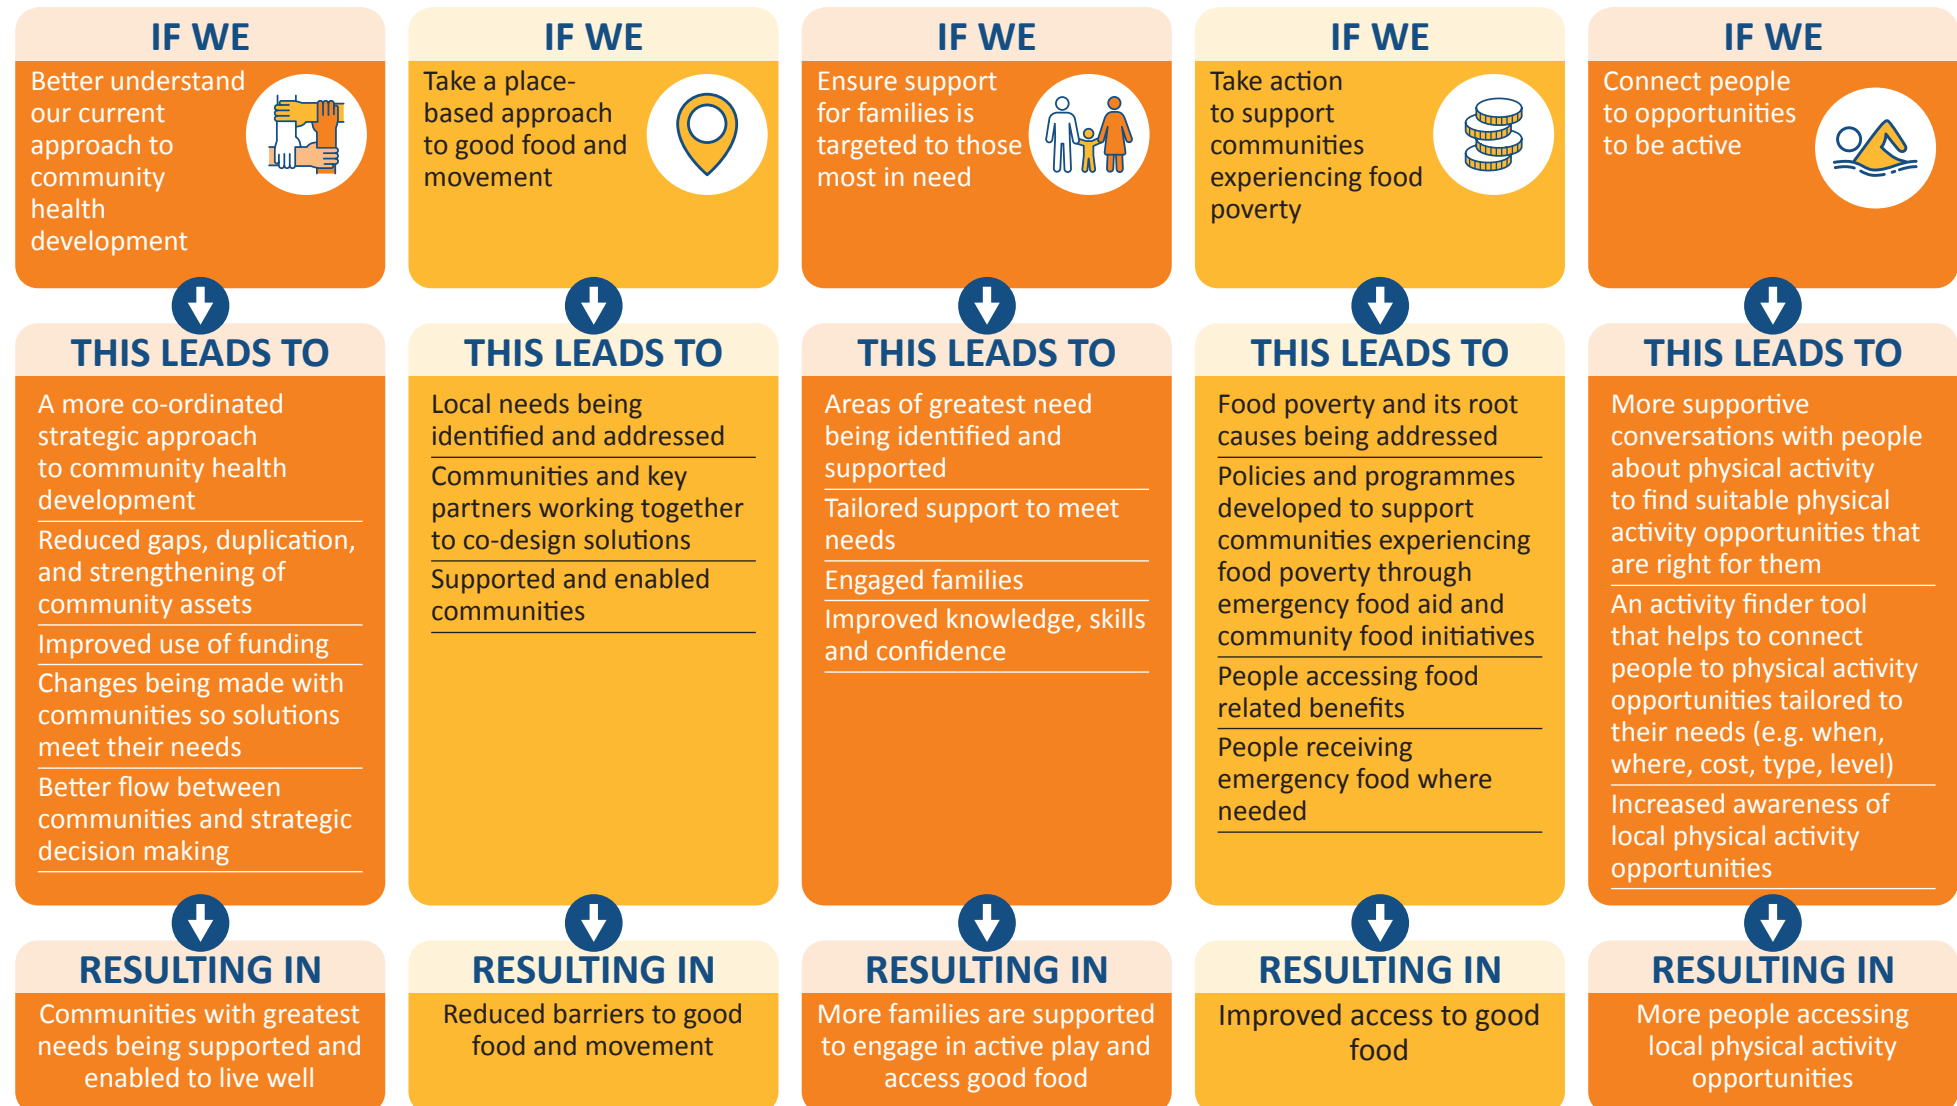 IF WE
Better understand
our current
approach to
community
health
development
THIS LEADS TO
A more co-ordinated
strategic approach
to community health
development
Reduced gaps, duplication,
and strengthening of
community assets
Improved use of funding
Changes being made with
communities so solutions
meet their needs
Better flow between
communities and strategic
decision making
RESULTING IN
Communities with greatest
needs being supported and
enabled to live well
IF WE
Take a place-
based approach
to good food and
movement
THIS LEADS TO
Local needs being
identified and addressed
Communities and key
partners working together
to co-design solutions
Supported and enabled
communities
RESULTING IN
Reduced barriers to good
food and movement
IF WE
Ensure support
for families is
targeted to those
most in need
THIS LEADS TO
Areas of greatest need
being identified and
supported
Tailored support to meet
needs
Engaged families
Improved knowledge, skills
and confidence
RESULTING IN
More families are supported
to engage in active play and
access good food
IF WE
Take action
to support
communities
experiencing food
poverty
THIS LEADS TO
Food poverty and its root
causes being addressed
Policies and programmes
developed to support
communities experiencing
food poverty through
emergency food aid and
community food initiatives
People accessing food
related benefits
People receiving
emergency food where
needed
RESULTING IN
Improved access to good
food
IF WE
Connect people
to opportunities
to be active
THIS LEADS TO
More supportive
conversations with people
about physical activity
to find suitable physical
activity opportunities that
are right for them
An activity finder tool
that helps to connect
people to physical activity
opportunities tailored to
their needs (e.g. when,
where, cost, type, level)
Increased awareness of
local physical activity
opportunities
RESULTING IN
More people accessing
local physical activity
opportunities